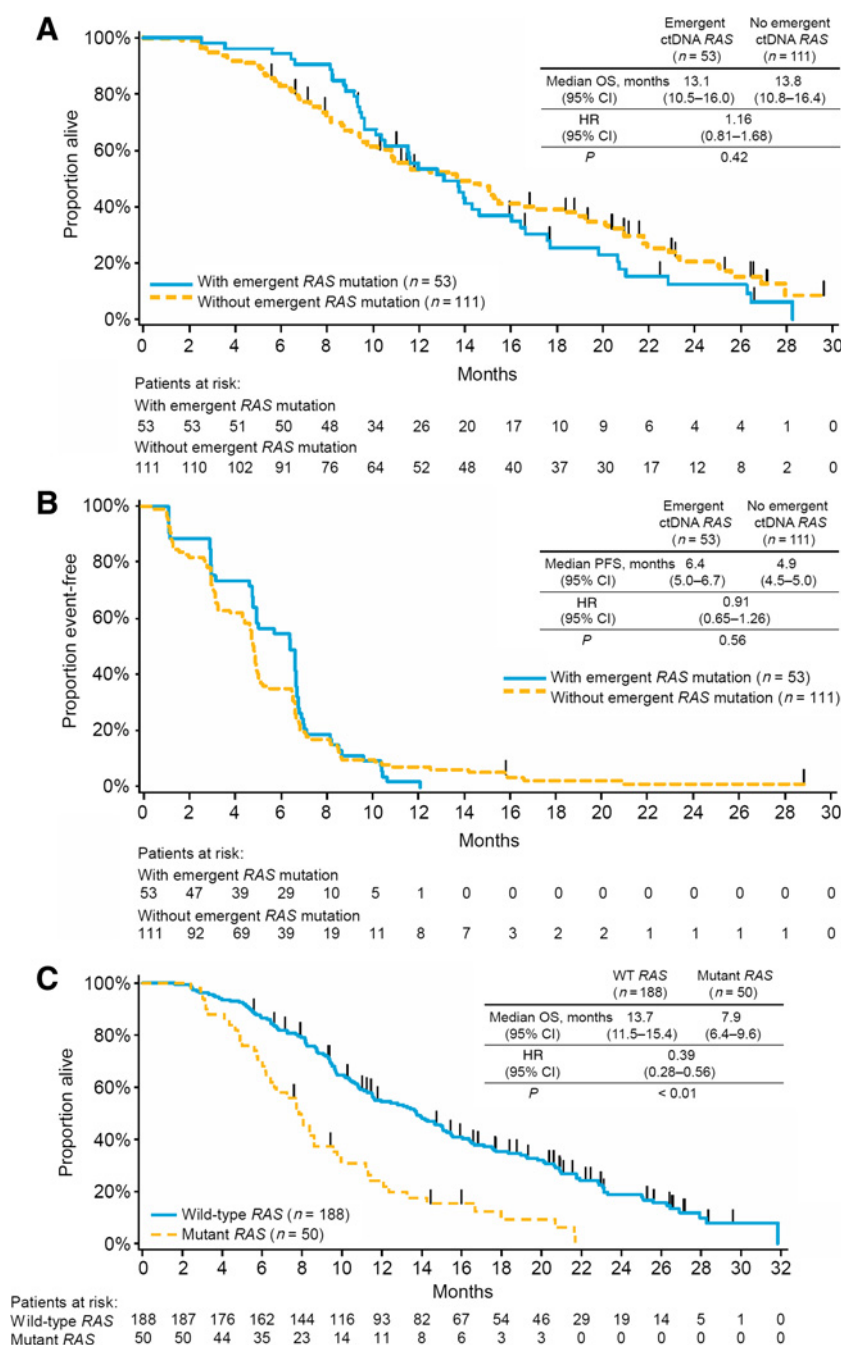 A
Emergent ctDNA RAS (n = 53)
No emergent ctDNA RAS (n = 111)
Median OS, months 13.1 13.8
(95% CI) (10.5–16.0) (10.8–16.4)
HR 1.16
(95% CI) (0.81–1.68)
P 0.42
Proportion alive
100%
80%
60%
40%
20%
0%
With emergent RAS mutation (n = 53)
Without emergent RAS mutation (n = 111)
0 2 4 6 8 10 12 14 16 18 20 22 24 26 28 30
Months
Patients at risk:
With emergent RAS mutation
53 53 51 50 48 34 26 20 17 10 9 6 4 4 1 0
Without emergent RAS mutation
111 110 102 91 76 64 52 48 40 37 30 17 12 8 2 0
B
Emergent ctDNA RAS (n = 53)
No emergent ctDNA RAS (n = 111)
Median PFS, months 6.4 4.9
(95% CI) (5.0–6.7) (4.5–5.0)
HR 0.91
(95% CI) (0.65–1.26)
P 0.56
Proportion event-free
100%
80%
60%
40%
20%
0%
With emergent RAS mutation (n = 53)
Without emergent RAS mutation (n = 111)
0 2 4 6 8 10 12 14 16 18 20 22 24 26 28 30
Months
Patients at risk:
With emergent RAS mutation
53 47 39 29 10 5 1 0 0 0 0 0 0 0 0 0
Without emergent RAS mutation
111 92 69 39 19 11 8 7 3 2 2 1 1 1 1 0
C
WT RAS (n = 188)
Mutant RAS (n = 50)
Median OS, months 13.7 7.9
(95% CI) (11.5–15.4) (6.4–9.6)
HR 0.39
(95% CI) (0.28–0.56)
P < 0.01
Proportion alive
100%
80%
60%
40%
20%
0%
Wild-type RAS (n = 188)
Mutant RAS (n = 50)
0 2 4 6 8 10 12 14 16 18 20 22 24 26 28 30 32
Months
Patients at risk:
Wild-type RAS 188 187 176 162 144 116 93 82 67 54 46 29 19 14 5 1 0
Mutant RAS 50 50 44 35 23 14 11 8 6 3 3 0 0 0 0 0 0